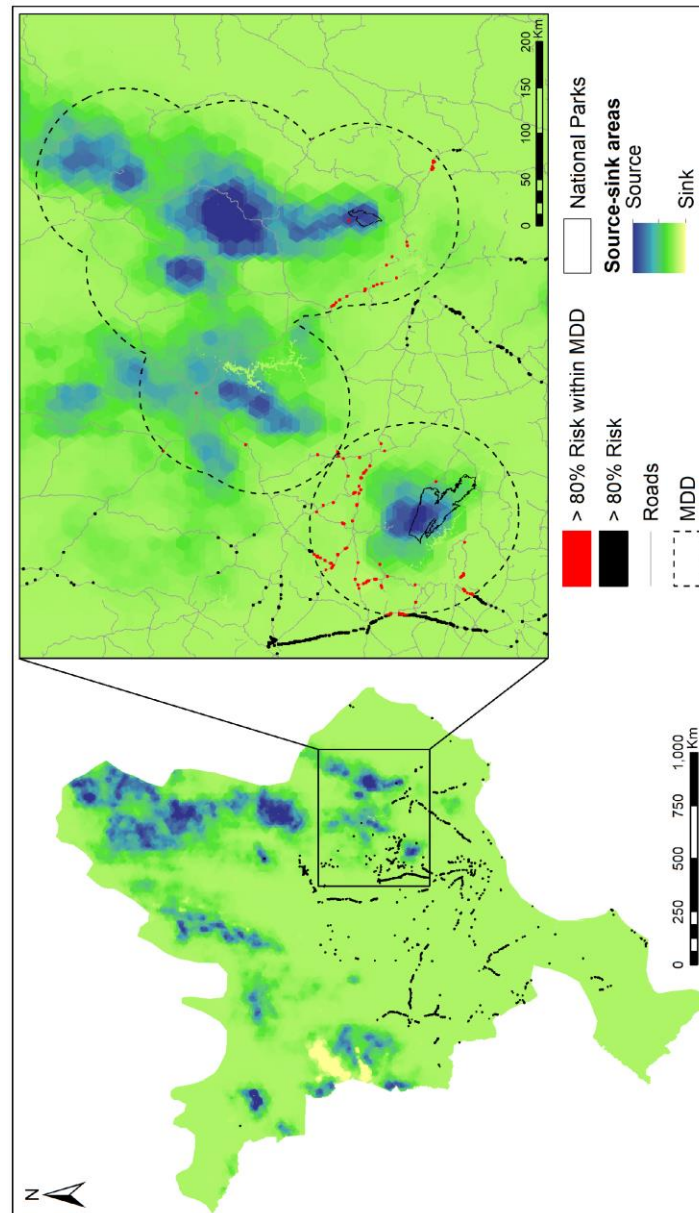 N
0 250 500 750 1,000
Km
0 50 100 150 200
Km
> 80% Risk within MDD
> 80% Risk
Roads
MDD
National Parks
Source-sink areas
Source
Sink